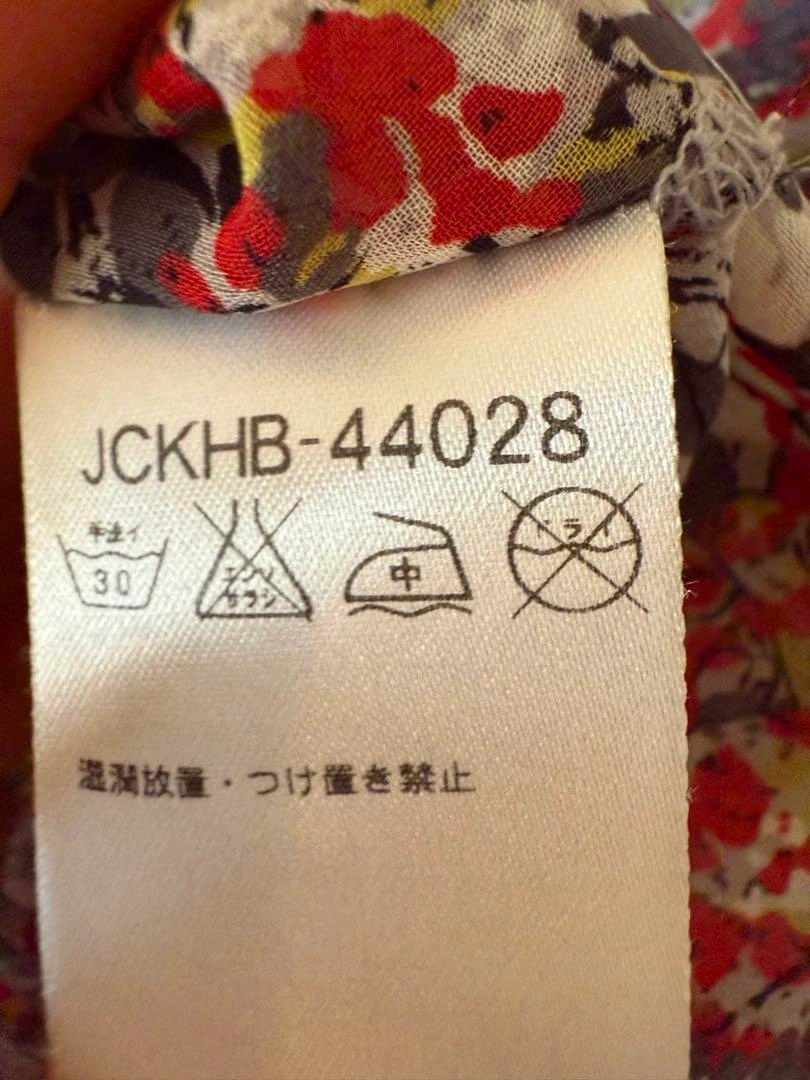 JCKHB-44028
手洗イ
30
エンソ
サラシ
中
ドライ
湿潤放置・つけ置き禁止